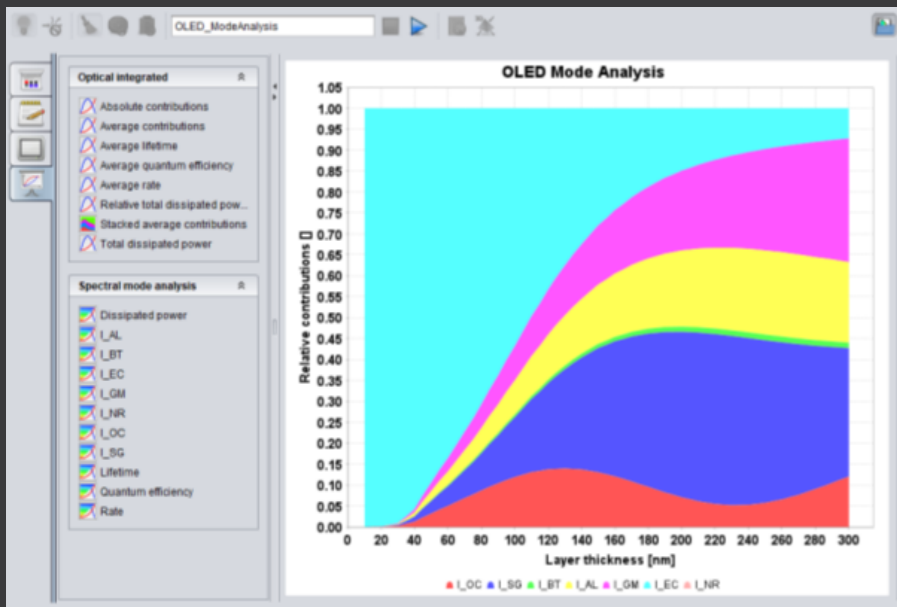 OLED_ModeAnalysis
Optical integrated
Absolute contributions
Average contributions
Average lifetime
Average quantum efficiency
Average rate
Relative total dissipated pow...
Stacked average contributions
Total dissipated power
Spectral mode analysis
Dissipated power
I_AL
I_BT
I_EC
I_GM
I_NR
I_OC
I_SG
Lifetime
Quantum efficiency
Rate
OLED Mode Analysis
Relative contributions []
1.05
1.00
0.95
0.90
0.85
0.80
0.75
0.70
0.65
0.60
0.55
0.50
0.45
0.40
0.35
0.30
0.25
0.20
0.15
0.10
0.05
0.00
0 20 40 60 80 100 120 140 160 180 200 220 240 260 280 300
Layer thickness [nm]
I_OC I_SG I_BT I_AL I_GM I_EC I_NR